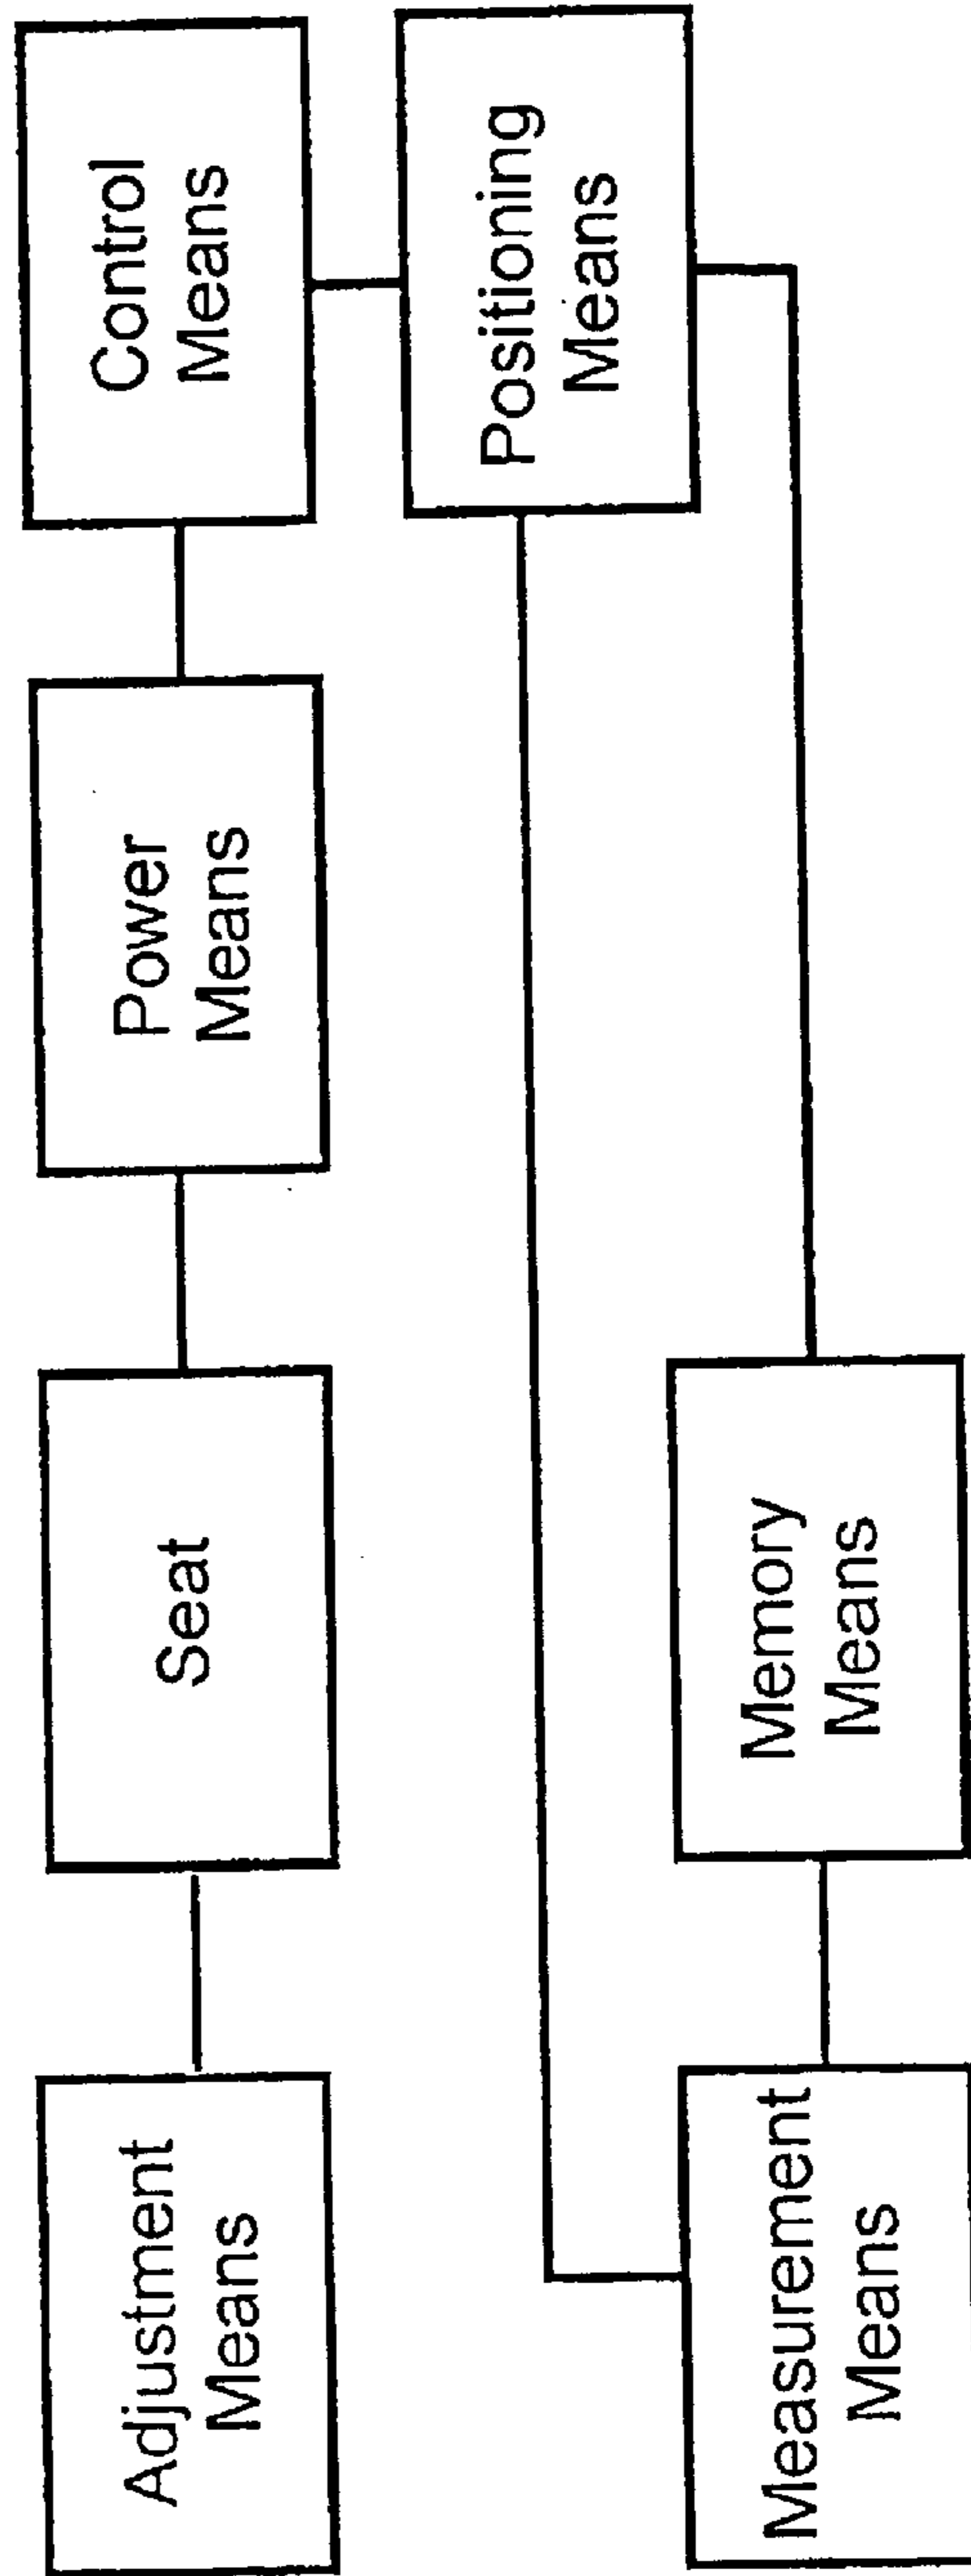 Adjustment
Means
Seat
Power
Means
Control
Means
Positioning
Means
Measurement
Means
Memory
Means